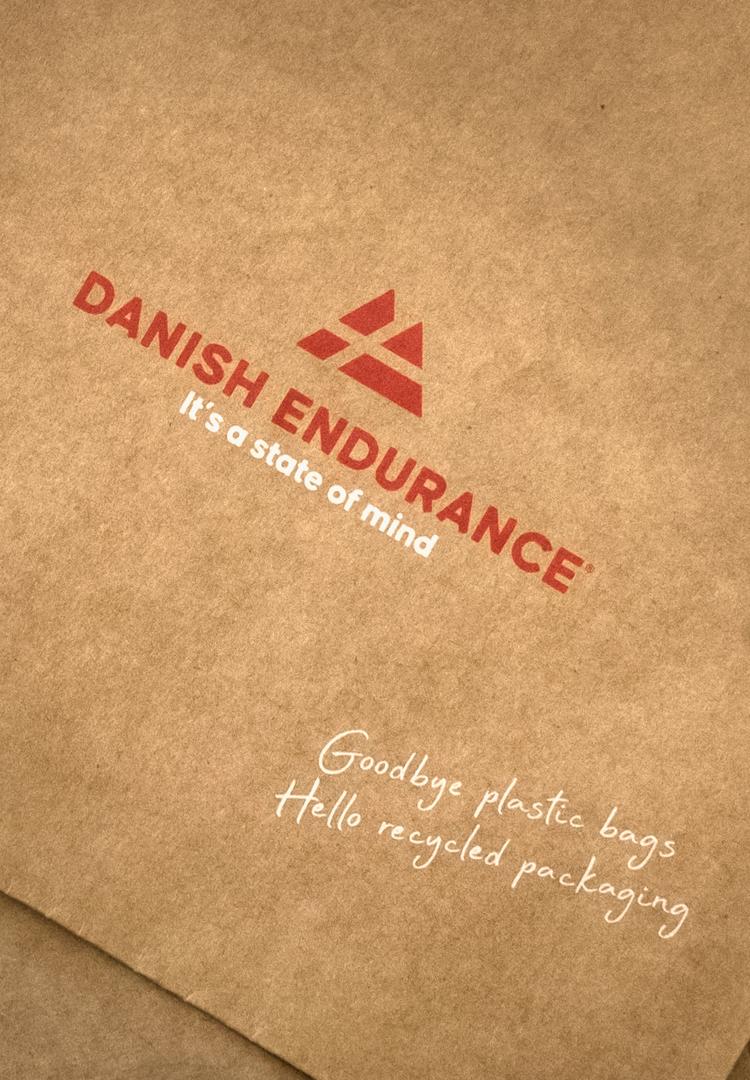 DANISH ENDURANCE®
It's a state of mind
Goodbye plastic bags
Hello recycled packaging